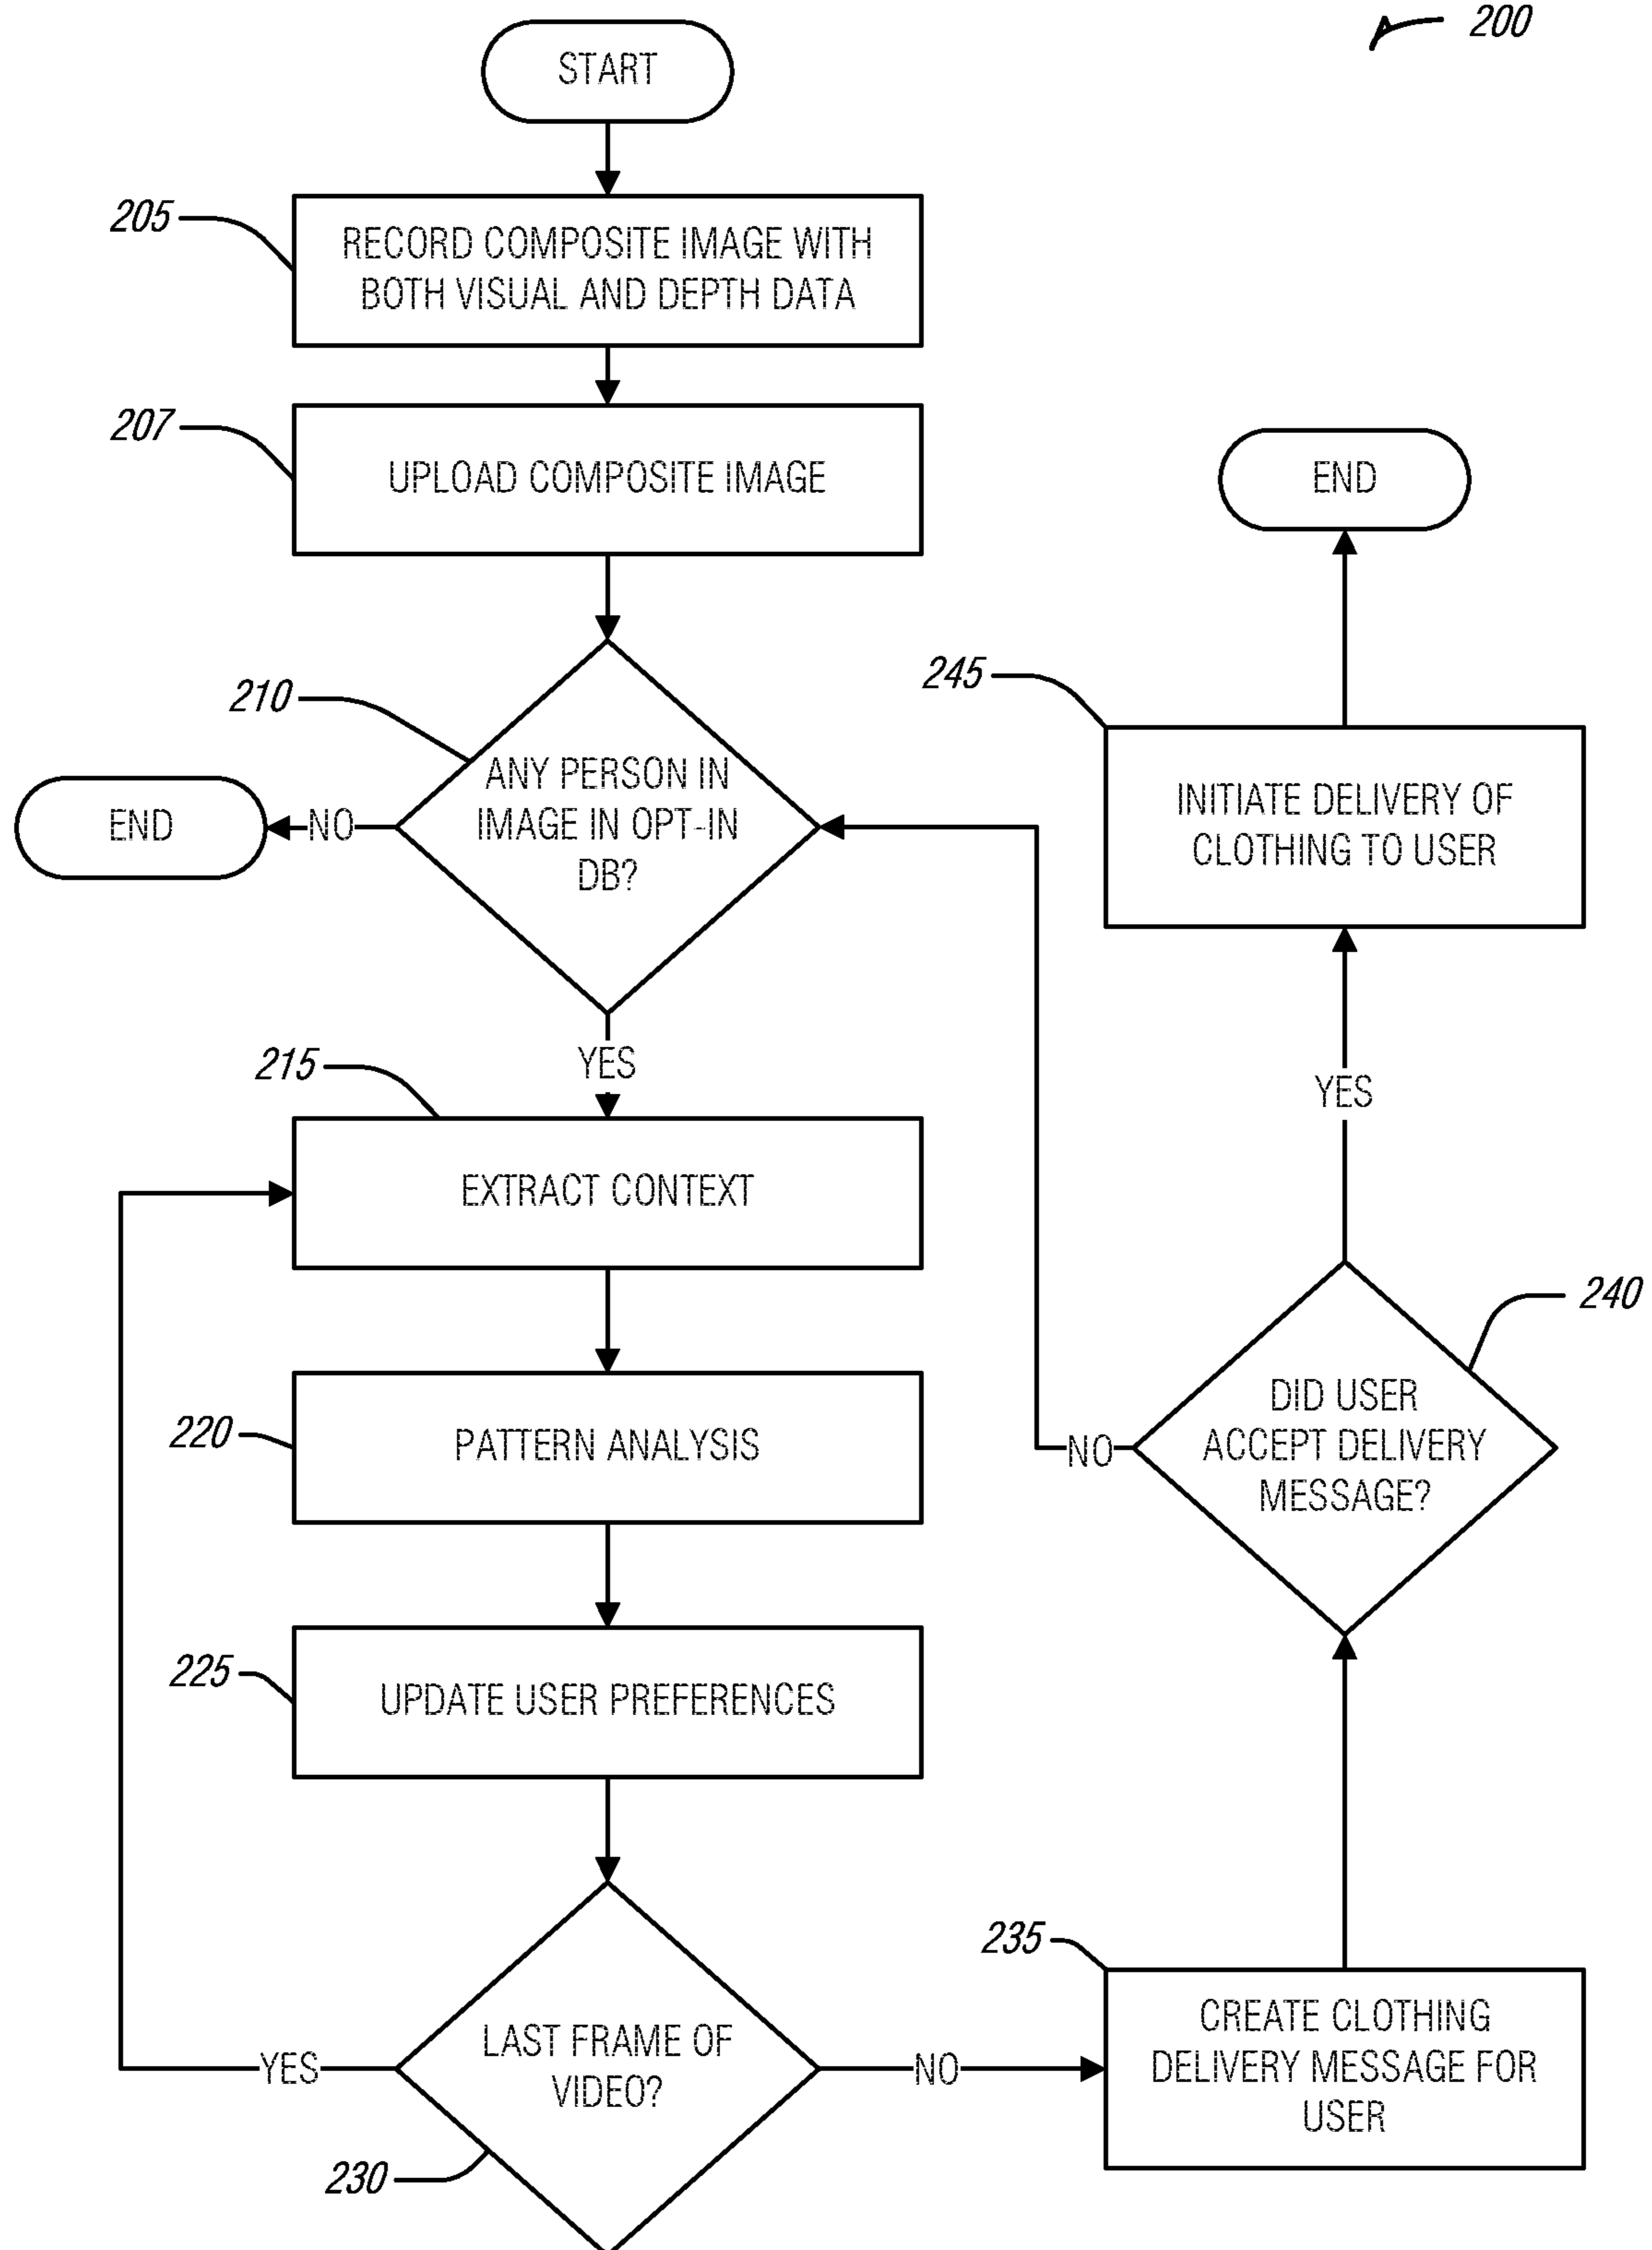 200
START
205
RECORD COMPOSITE IMAGE WITH
BOTH VISUAL AND DEPTH DATA
207
UPLOAD COMPOSITE IMAGE
END
210
ANY PERSON IN
IMAGE IN OPT-IN
DB?
NO
END
YES
245
INITIATE DELIVERY OF
CLOTHING TO USER
215
EXTRACT CONTEXT
YES
220
PATTERN ANALYSIS
240
DID USER
ACCEPT DELIVERY
MESSAGE?
NO
225
UPDATE USER PREFERENCES
230
LAST FRAME OF
VIDEO?
YES
NO
235
CREATE CLOTHING
DELIVERY MESSAGE FOR
USER